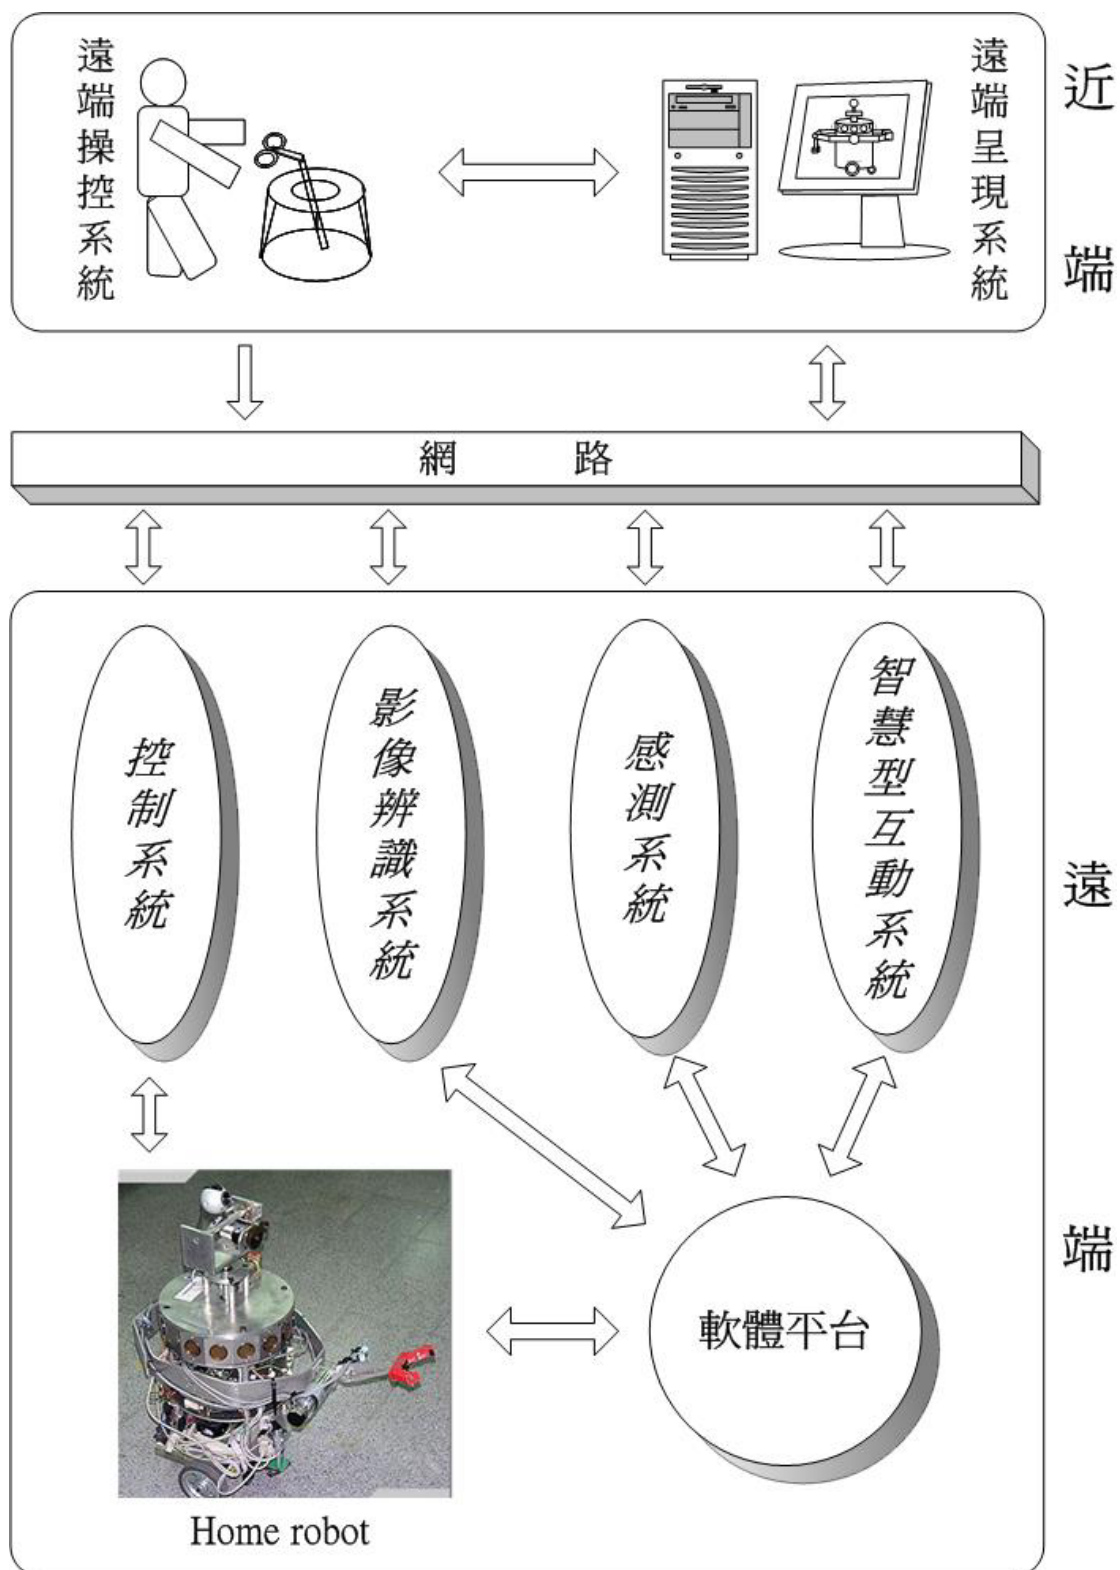 遠端操控系統
遠端呈現系統
近端
網路
控制系統
影像辨識系統
感測系統
智慧型互動系統
遠端
軟體平台
Home robot